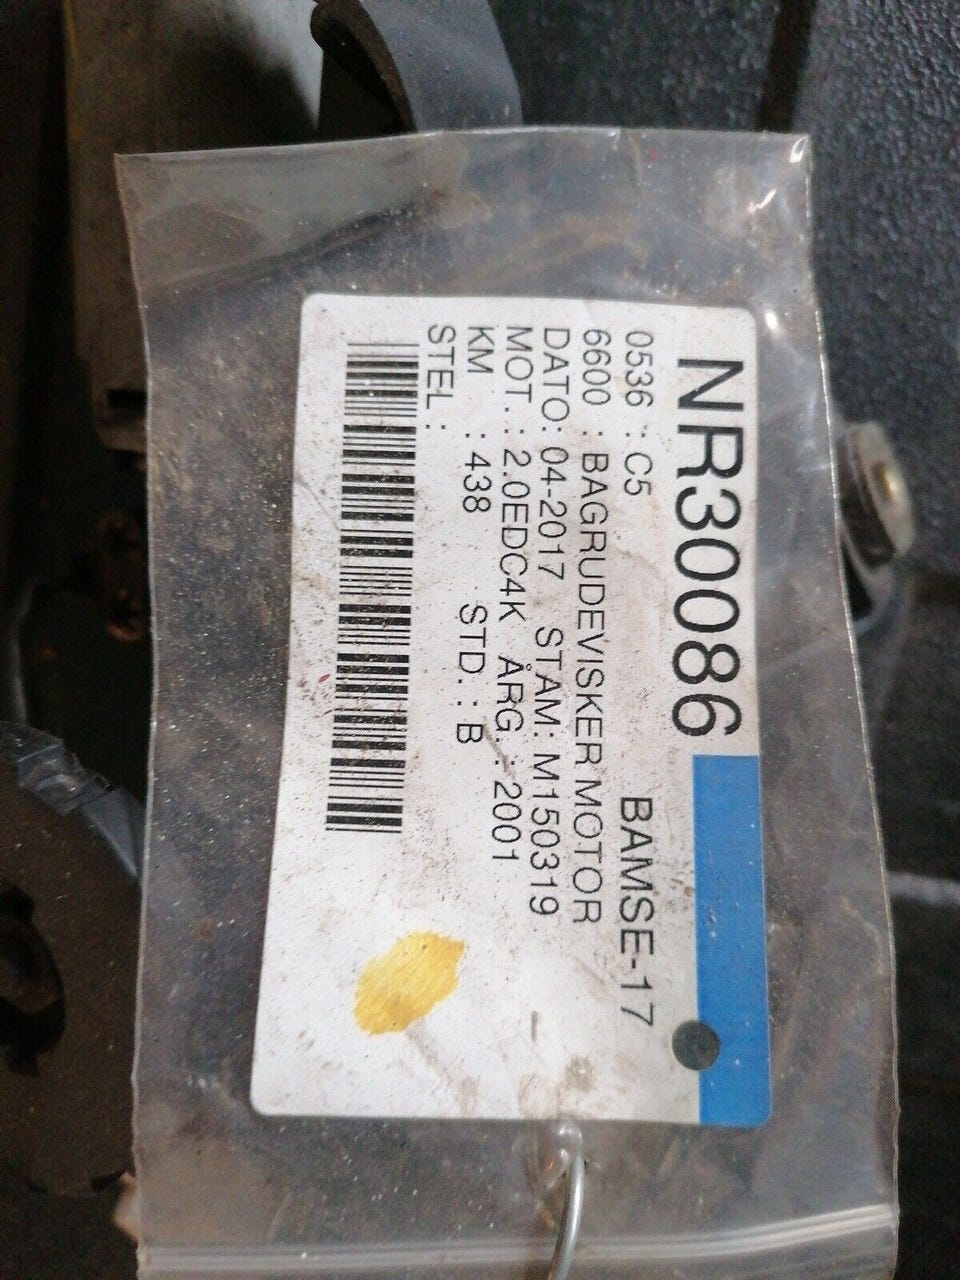 NR30086
0536 : C5 BAMSE-17
6600 : BAGRUDEVISKER MOTOR
DATO: 04-2017 STAM: M150319
MOT. : 2.0EDC4K ÅRG. : 2001
KM : 438 STD. : B
STEL :